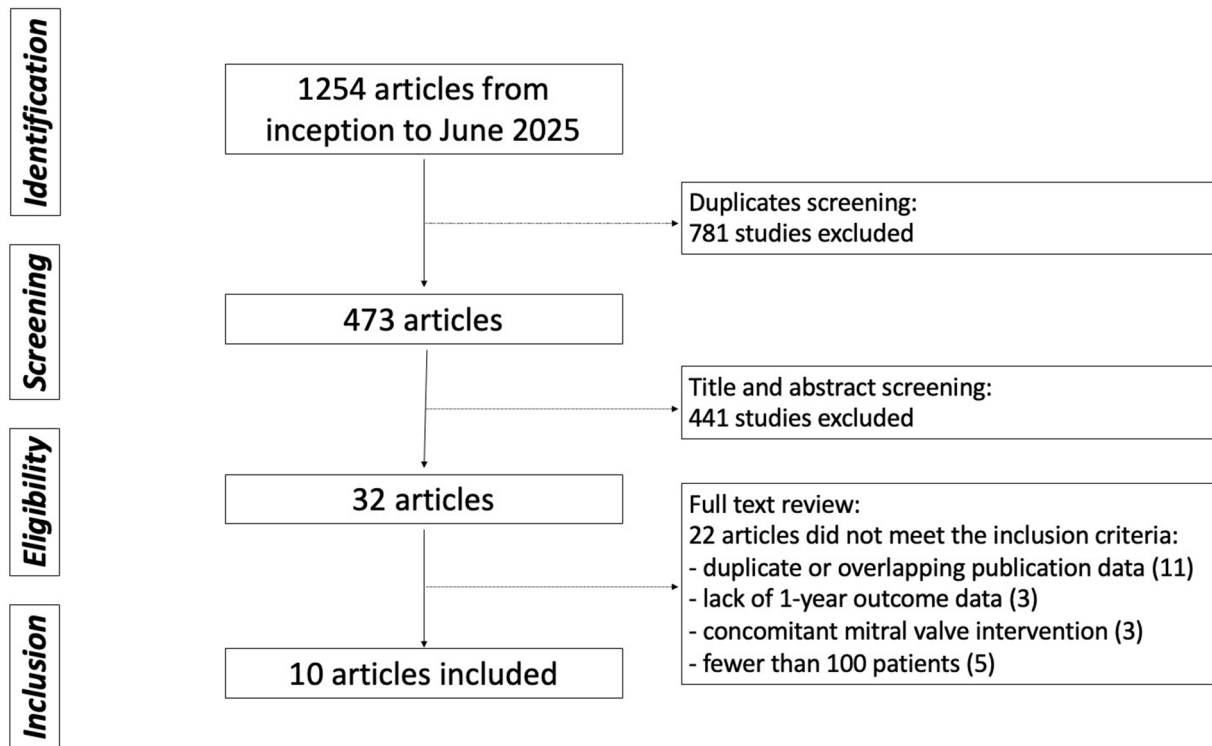 Identification
1254 articles from
inception to June 2025
Duplicates screening:
781 studies excluded
Screening
473 articles
Title and abstract screening:
441 studies excluded
Eligibility
32 articles
Full text review:
22 articles did not meet the inclusion criteria:
- duplicate or overlapping publication data (11)
- lack of 1-year outcome data (3)
- concomitant mitral valve intervention (3)
- fewer than 100 patients (5)
Inclusion
10 articles included